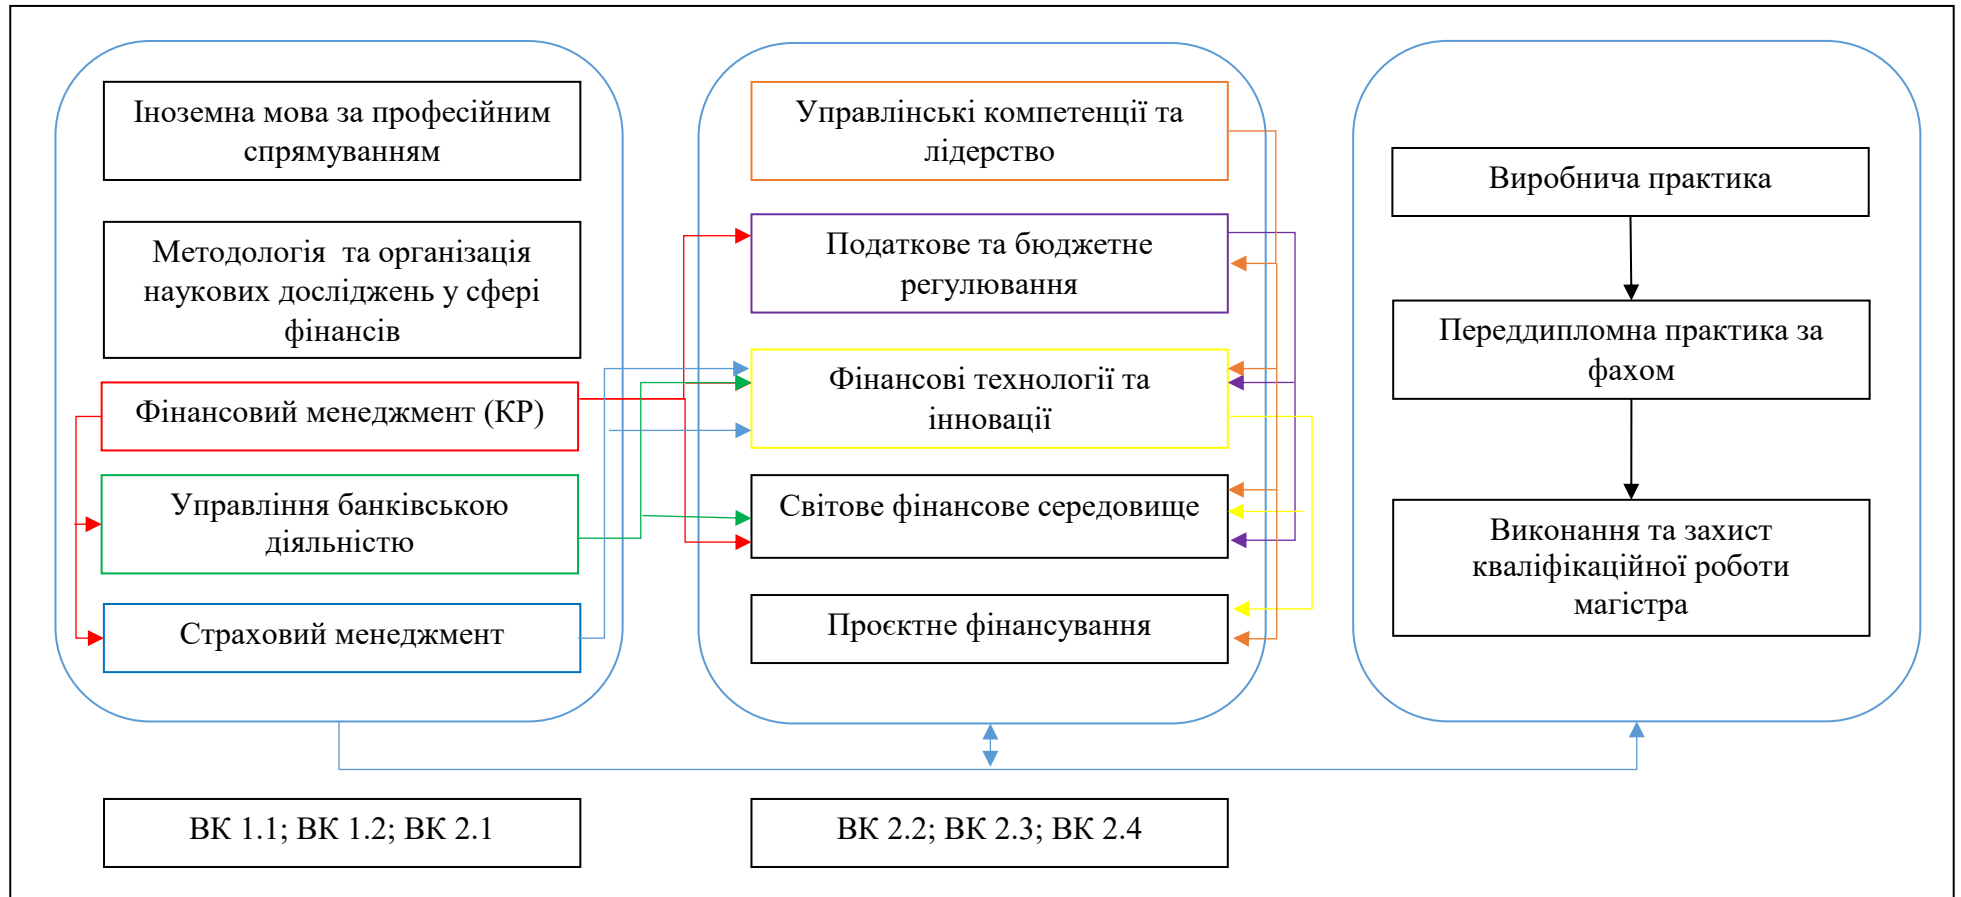 Іноземна мова за професійним
спрямуванням
Методологія та організація
наукових досліджень у сфері
фінансів
Фінансовий менеджмент (КР)
Управління банківською
діяльністю
Страховий менеджмент
ВК 1.1; ВК 1.2; ВК 2.1
Управлінські компетенції та
лідерство
Податкове та бюджетне
регулювання
Фінансові технології та
інновації
Світове фінансове середовище
Проєктне фінансування
ВК 2.2; ВК 2.3; ВК 2.4
Виробнича практика
Переддипломна практика за
фахом
Виконання та захист
кваліфікаційної роботи
магістра